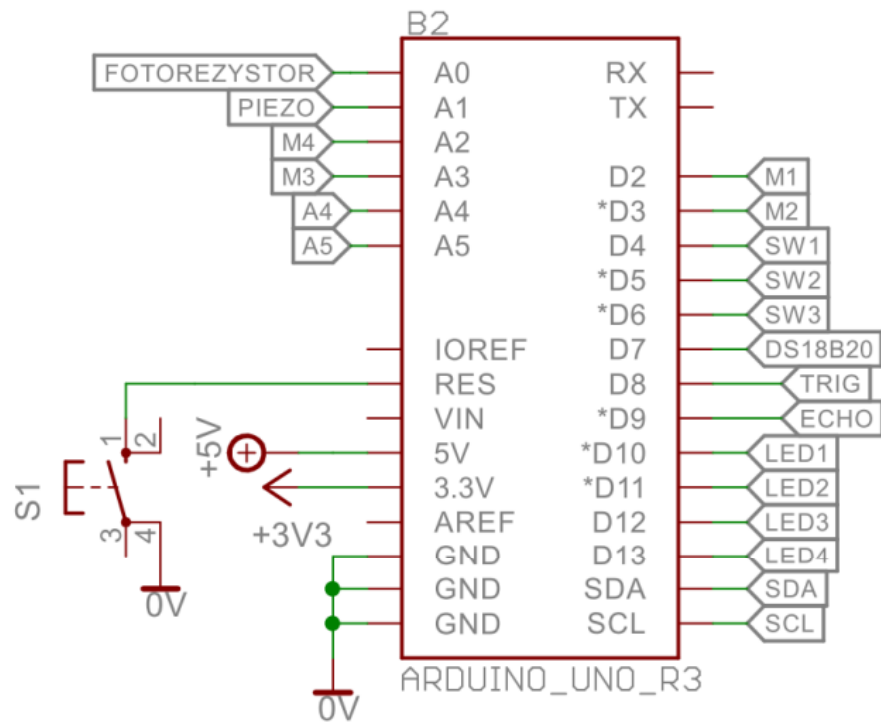 B2
FOTOREZYSTOR
PIEZO
M4
M3
A4
A5
A0
A1
A2
A3
A4
A5
IOREF
RES
VIN
5V
3.3V
AREF
GND
GND
GND
RX
TX
D2
*D3
D4
*D5
*D6
D7
D8
*D9
*D10
*D11
D12
D13
SDA
SCL
M1
M2
SW1
SW2
SW3
DS18B20
TRIG
ECHO
LED1
LED2
LED3
LED4
SDA
SCL
S1
1
2
3
4
0V
+5V
+3V3
0V
ARDUINO_UNO_R3